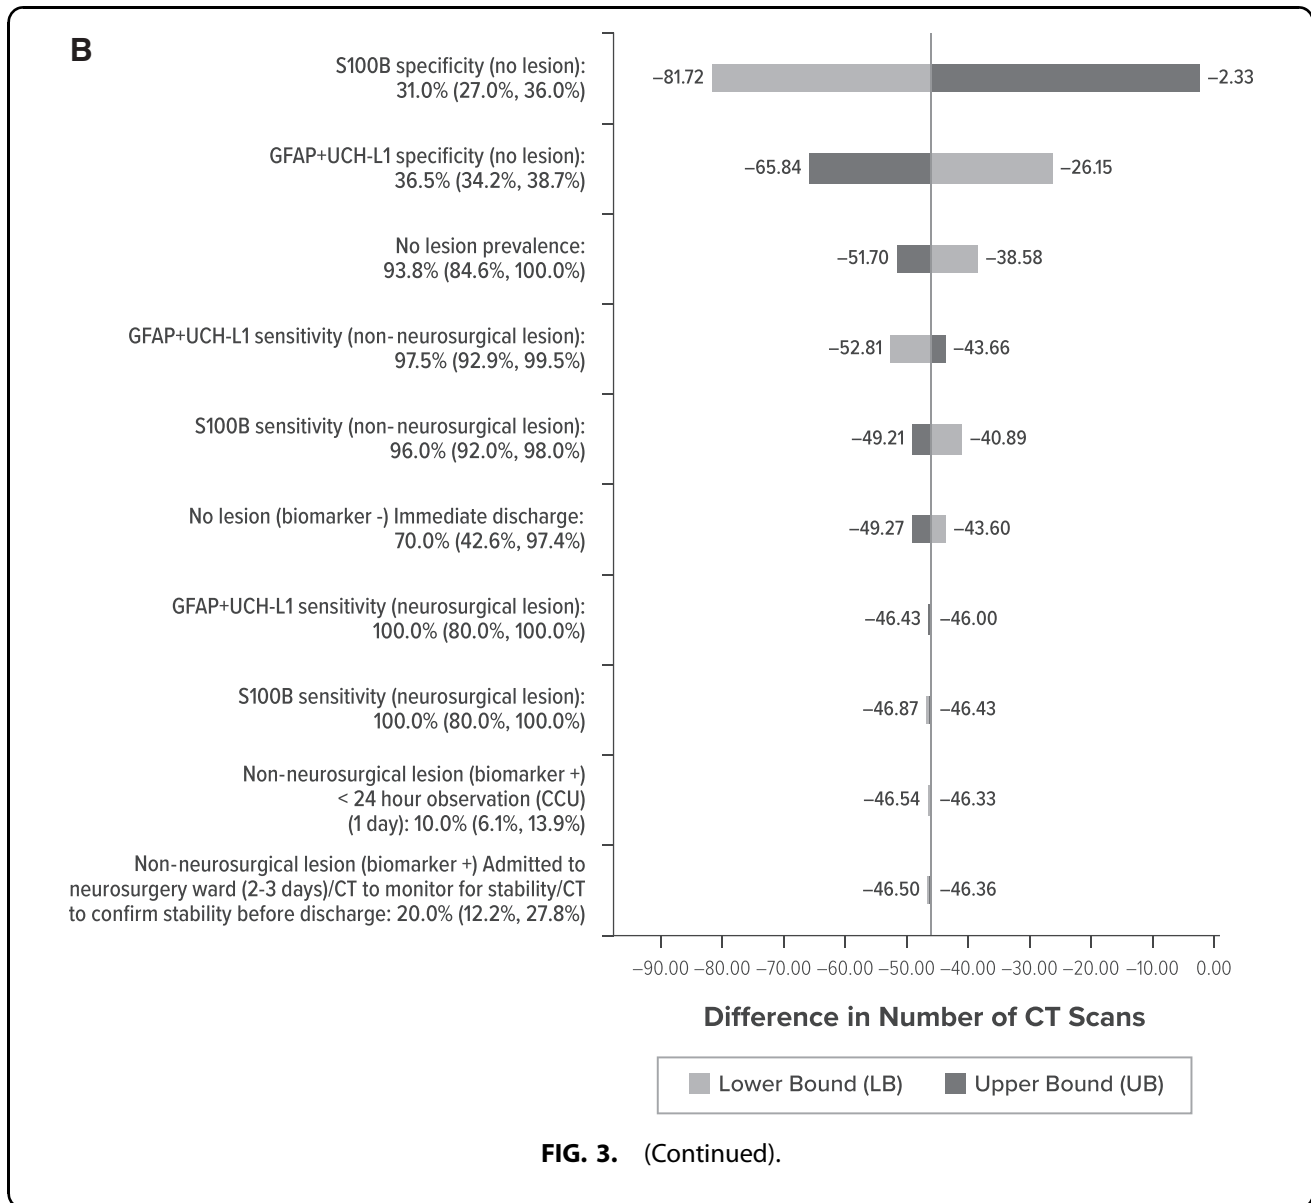 B
S100B specificity (no lesion):
31.0% (27.0%, 36.0%)
–81.72
–2.33
GFAP+UCH-L1 specificity (no lesion):
36.5% (34.2%, 38.7%)
–65.84
–26.15
No lesion prevalence:
93.8% (84.6%, 100.0%)
–51.70
–38.58
GFAP+UCH-L1 sensitivity (non-neurosurgical lesion):
97.5% (92.9%, 99.5%)
–52.81
–43.66
S100B sensitivity (non-neurosurgical lesion):
96.0% (92.0%, 98.0%)
–49.21
–40.89
No lesion (biomarker -) Immediate discharge:
70.0% (42.6%, 97.4%)
–49.27
–43.60
GFAP+UCH-L1 sensitivity (neurosurgical lesion):
100.0% (80.0%, 100.0%)
–46.43
–46.00
S100B sensitivity (neurosurgical lesion):
100.0% (80.0%, 100.0%)
–46.87
–46.43
Non-neurosurgical lesion (biomarker +)
< 24 hour observation (CCU)
(1 day): 10.0% (6.1%, 13.9%)
–46.54
–46.33
Non-neurosurgical lesion (biomarker +) Admitted to
neurosurgery ward (2-3 days)/CT to monitor for stability/CT
to confirm stability before discharge: 20.0% (12.2%, 27.8%)
–46.50
–46.36
–90.00 –80.00 –70.00 –60.00 –50.00 –40.00 –30.00 –20.00 –10.00 0.00
Difference in Number of CT Scans
Lower Bound (LB) Upper Bound (UB)
FIG. 3. (Continued).